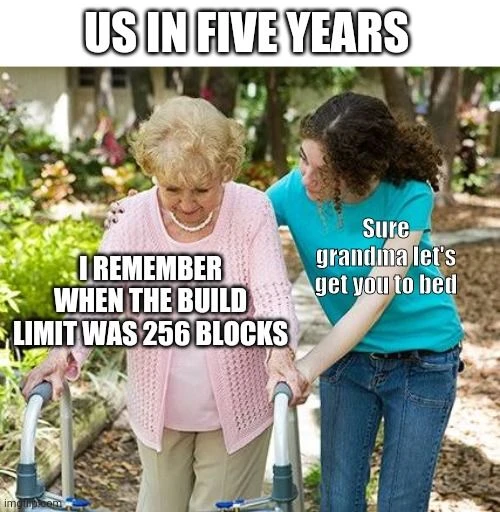 US IN FIVE YEARS
Sure
grandma let's
get you to bed
I REMEMBER
WHEN THE BUILD
LIMIT WAS 256 BLOCKS
imgflip.com